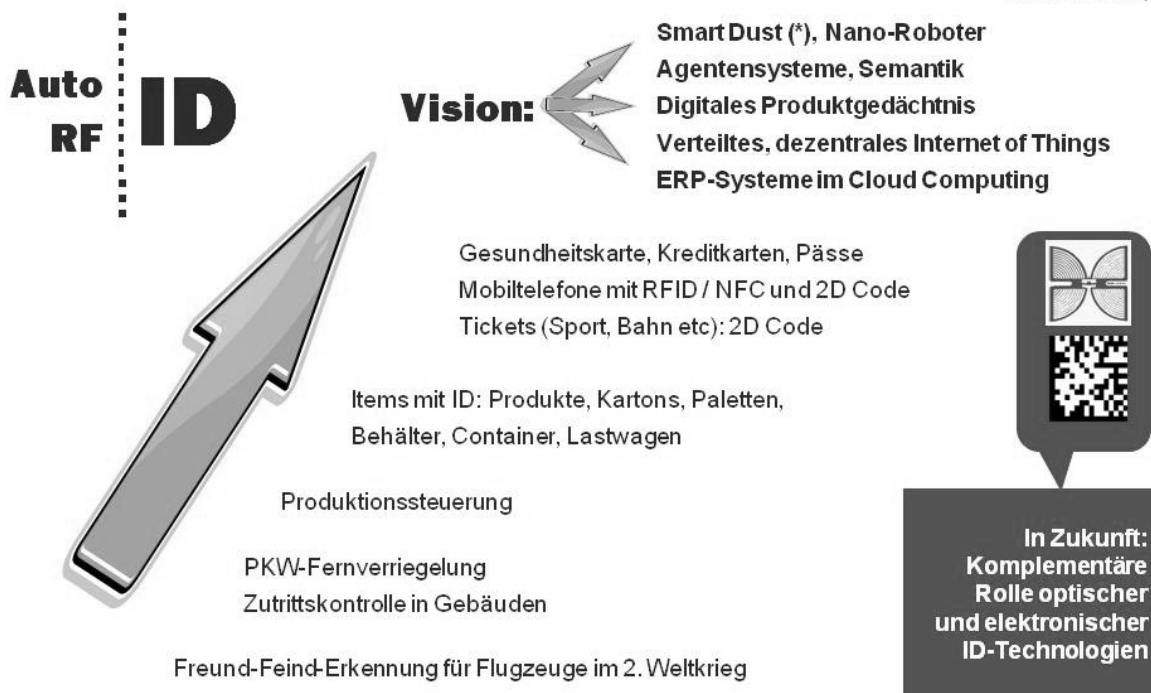 Auto
RF
ID
Vision:
Smart Dust (*), Nano-Roboter
Agentensysteme, Semantik
Digitales Produktgedächtnis
Verteiltes, dezentrales Internet of Things
ERP-Systeme im Cloud Computing
Gesundheitskarte, Kreditkarten, Pässe
Mobiltelefone mit RFID / NFC und 2D Code
Tickets (Sport, Bahn etc): 2D Code
Items mit ID: Produkte, Kartons, Paletten,
Behälter, Container, Lastwagen
Produktionssteuerung
PKW-Fernverriegelung
Zutrittskontrolle in Gebäuden
Freund-Feind-Erkennung für Flugzeuge im 2. Weltkrieg
In Zukunft:
Komplementäre
Rolle optischer
und elektronischer
ID-Technologien